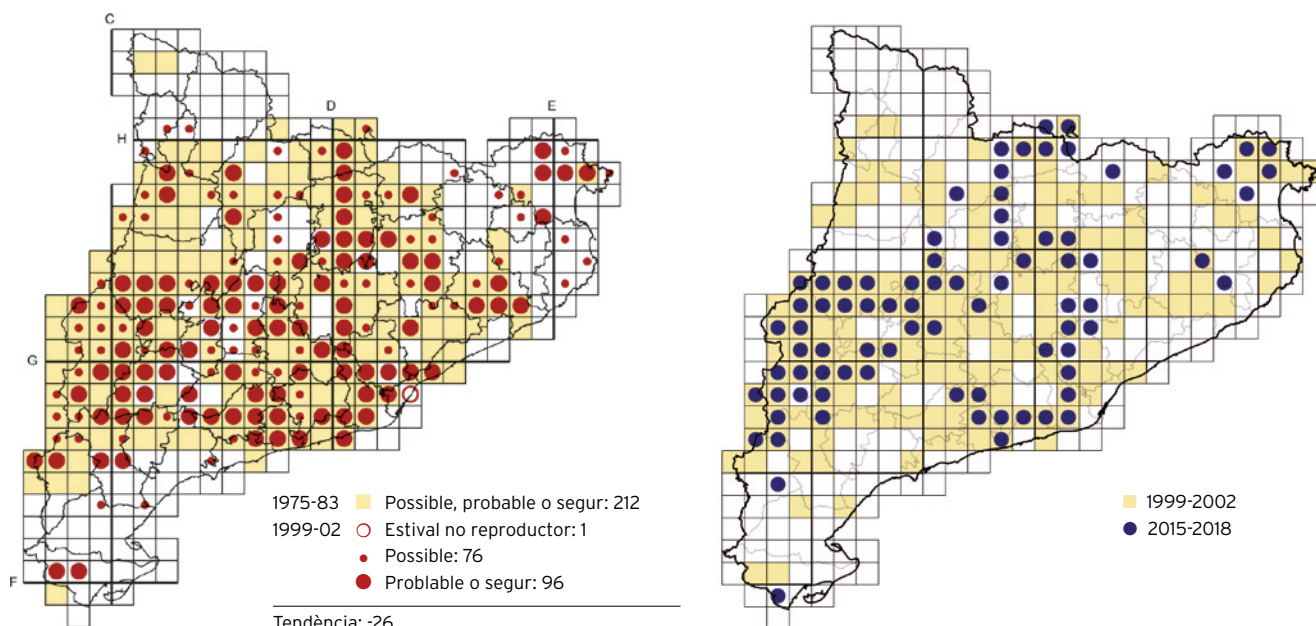 C
D
E
H
G
F
1975-83 Possible, probable o segur: 212
1999-02 Estival no reproductor: 1
Possible: 76
Problable o segur: 96
Tendència: -26
1999-2002
2015-2018